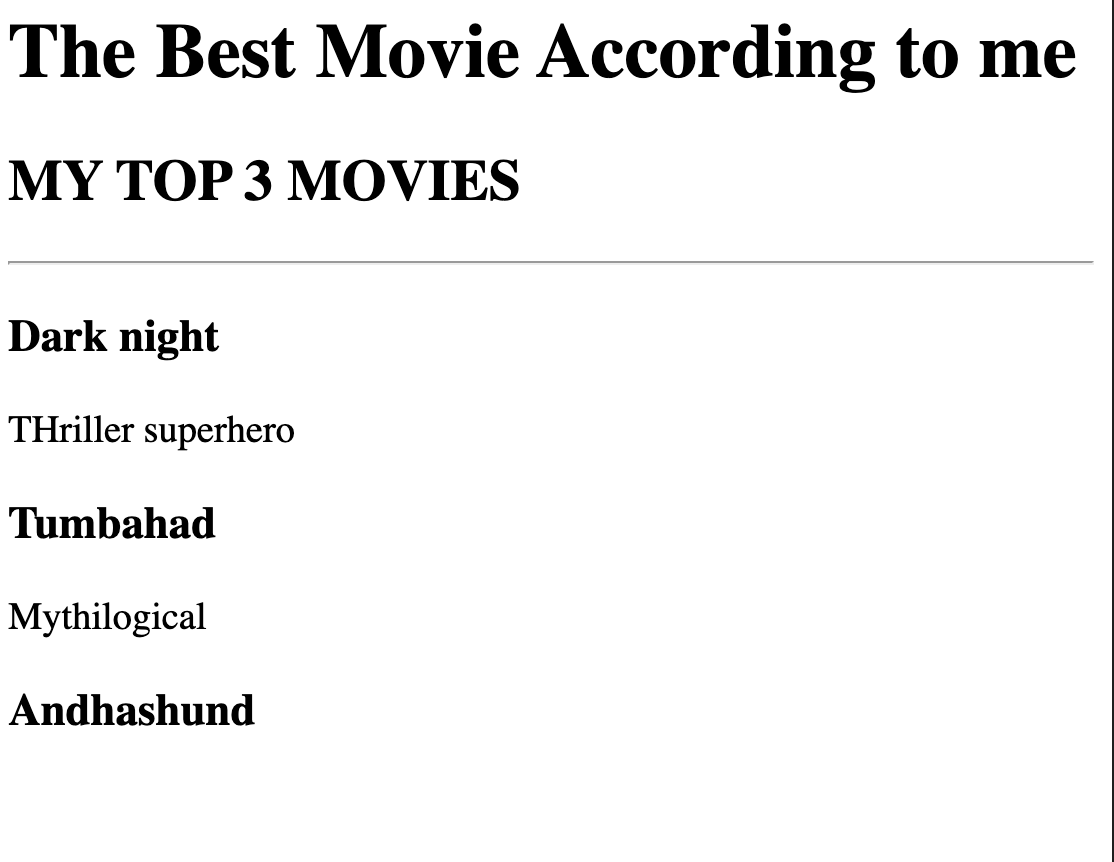 The Best Movie According to me
MY TOP 3 MOVIES
Dark night
THriller superhero
Tumbahad
Mythilogical
Andhashund